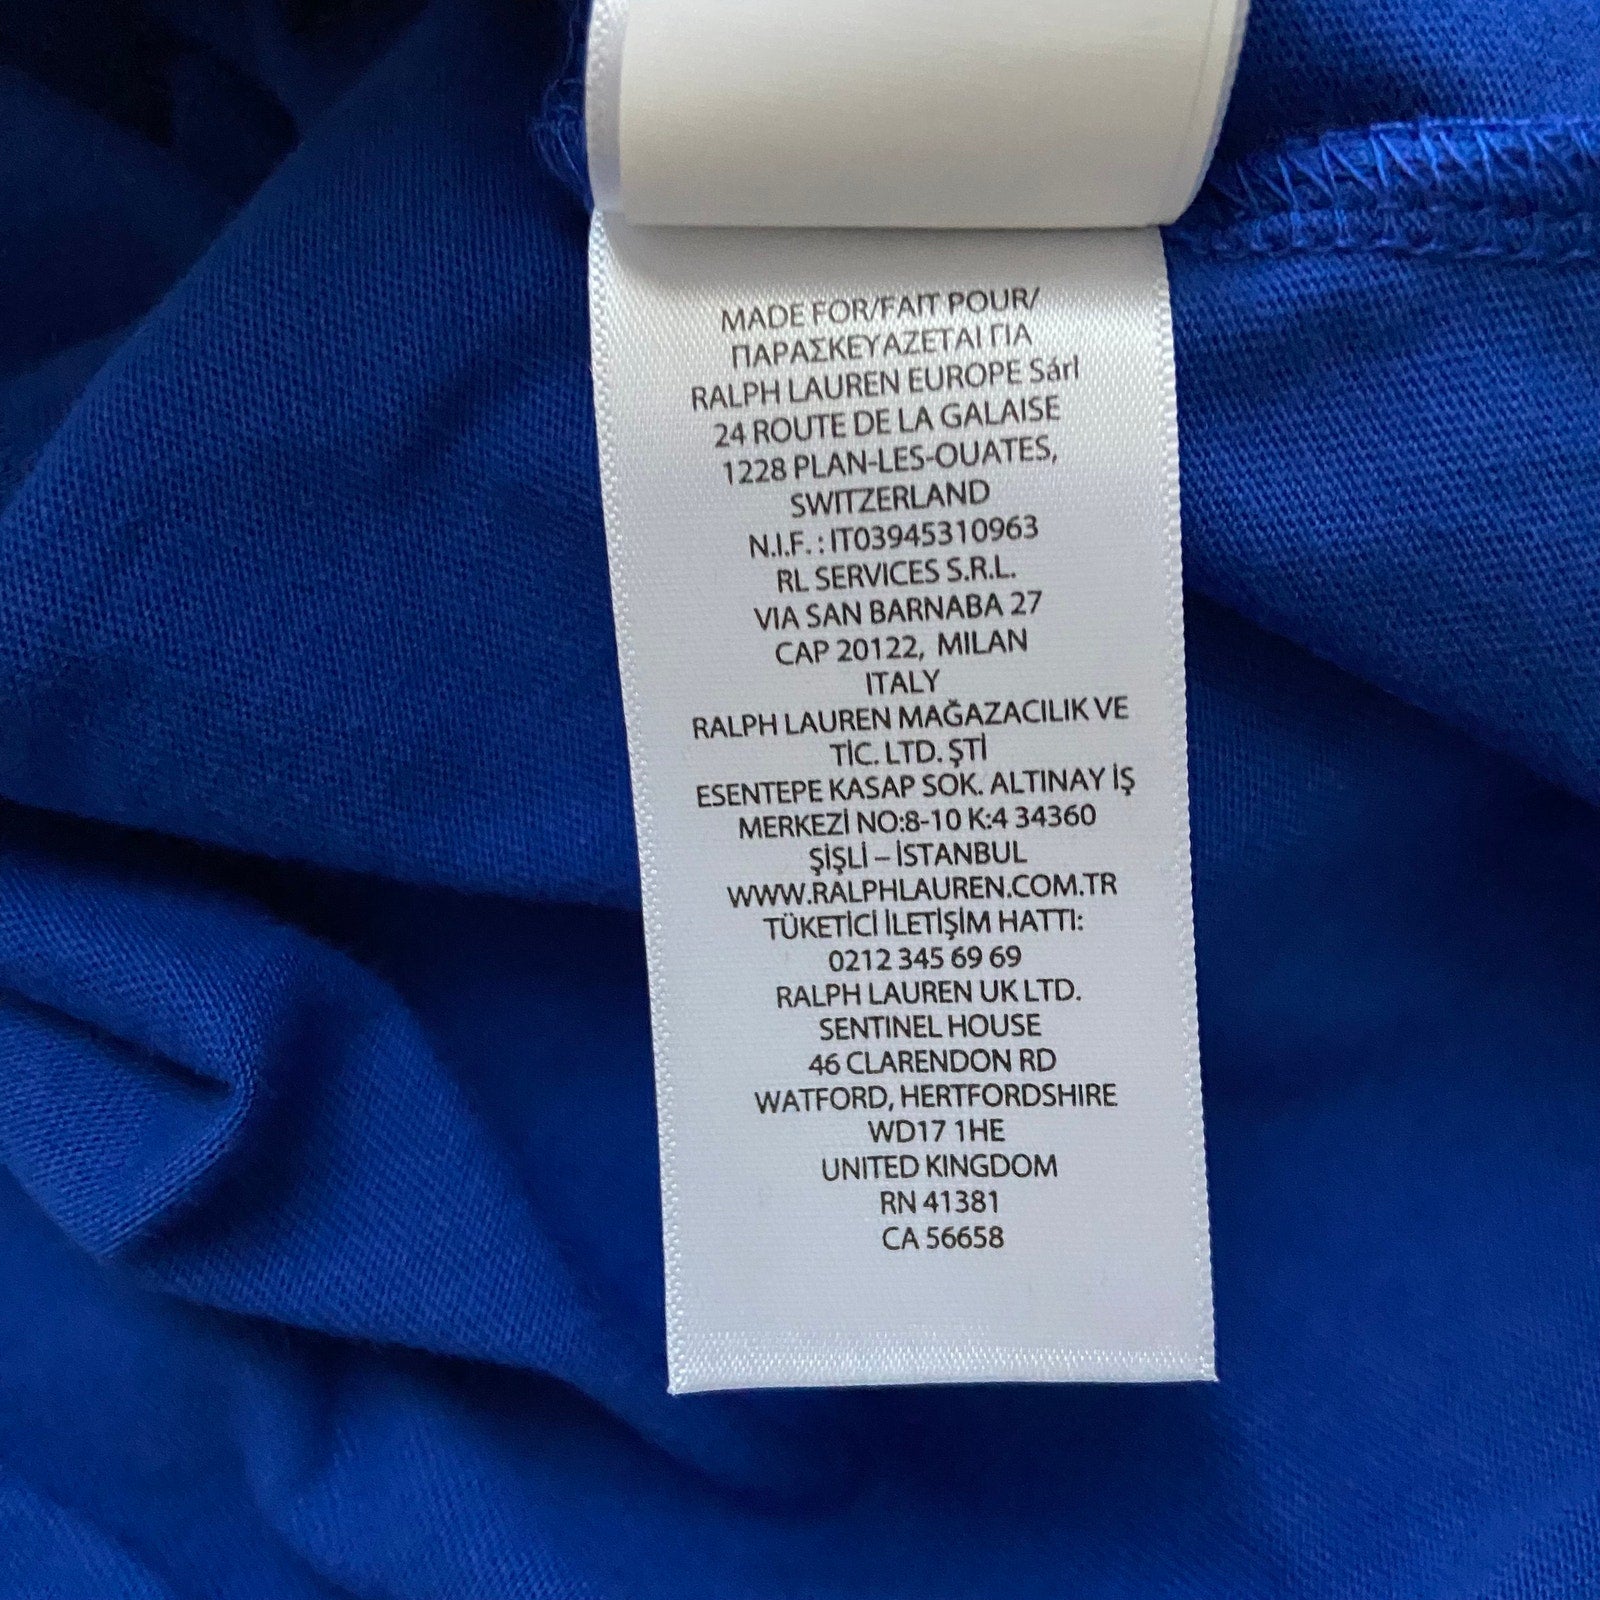 MADE FOR/FAIT POUR/
ΠΑΡΑΣΚΕΥΑΖΕΤΑΙ ΓΙΑ
RALPH LAUREN EUROPE Sárl
24 ROUTE DE LA GALAISE
1228 PLAN-LES-OUATES,
SWITZERLAND
N.I.F. : IT03945310963
RL SERVICES S.R.L.
VIA SAN BARNABA 27
CAP 20122, MILAN
ITALY
RALPH LAUREN MAĞAZACILIK VE
TİC. LTD. ŞTİ
ESENTEPE KASAP SOK. ALTINAY İŞ
MERKEZİ NO:8-10 K:4 34360
ŞİŞLİ – İSTANBUL
WWW.RALPHLAUREN.COM.TR
TÜKETİCİ İLETİŞİM HATTI:
0212 345 69 69
RALPH LAUREN UK LTD.
SENTINEL HOUSE
46 CLARENDON RD
WATFORD, HERTFORDSHIRE
WD17 1HE
UNITED KINGDOM
RN 41381
CA 56658